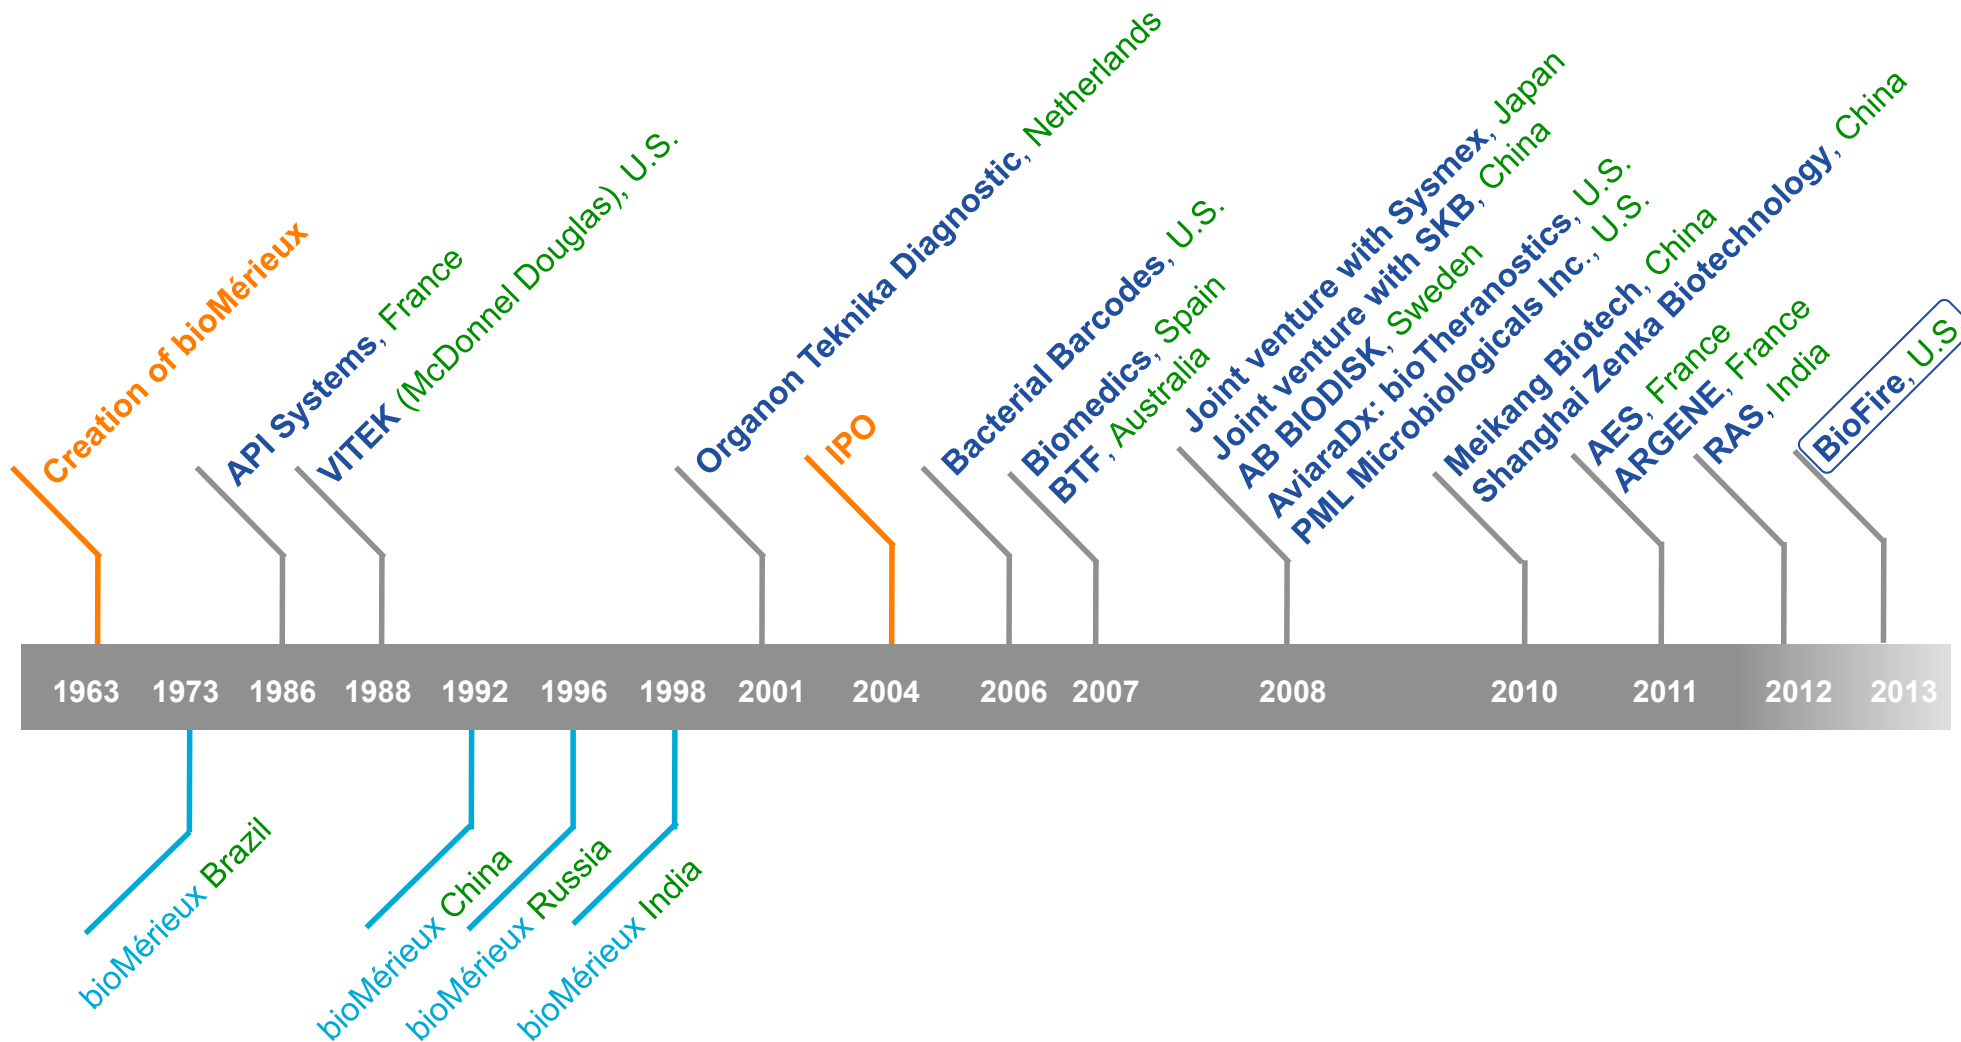 Creation of bioMérieux
API Systems, France
VITEK (McDonnel Douglas), U.S.
Organon Teknika Diagnostic, Netherlands
IPO
Bacterial Barcodes, U.S.
Biomedics, Spain
BTF, Australia
Joint venture with Sysmex, Japan
Joint venture with SKB, China
AB BIODISK, Sweden
AviaraDx: bioTheranostics, U.S.
PML Microbiologicals Inc., U.S.
Meikang Biotech, China
Shanghai Zenka Biotechnology, China
AES, France
ARGENE, France
RAS, India
BioFire, U.S
1963 1973 1986 1988 1992 1996 1998 2001 2004 2006 2007 2008 2010 2011 2012 2013
bioMérieux Brazil
bioMérieux China
bioMérieux Russia
bioMérieux India